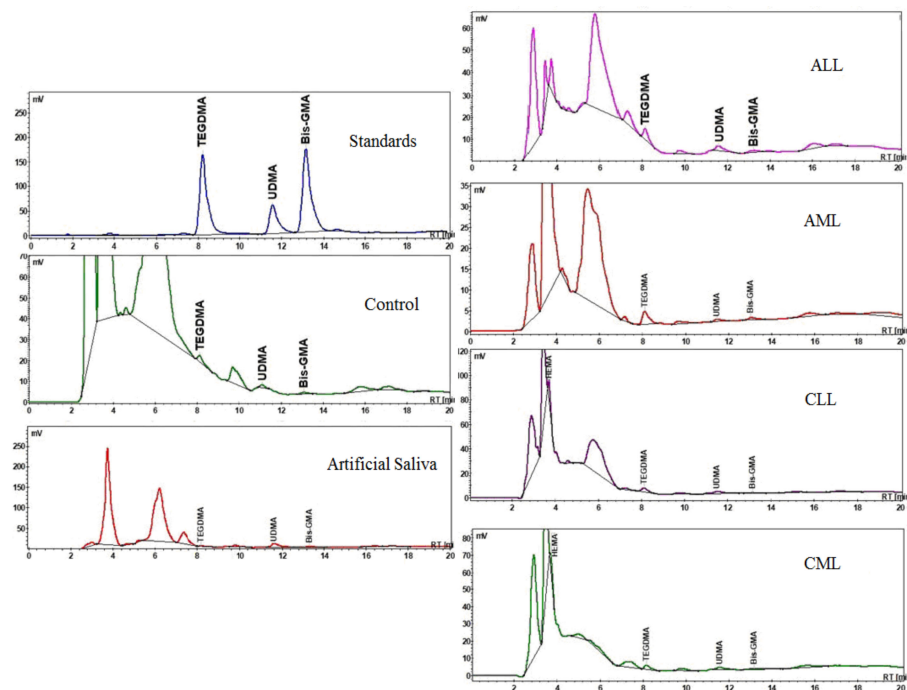 mV
250
200
150
100
50
0
TEGDMA
UDMA
Bis-GMA
Standards
RT [min
0 2 4 6 8 10 12 14 16 18 20
mV
70
60
50
40
30
20
10
0
TEGDMA
UDMA
Bis-GMA
Control
RT [min
0 2 4 6 8 10 12 14 16 18 20
mV
250
200
150
100
50
TEGDMA
UDMA
Bis-GMA
Artificial Saliva
RT [min
0 2 4 6 8 10 12 14 16 18 20
mV
60
50
40
30
20
10
0
TEGDMA
UDMA
Bis-GMA
ALL
RT [min
0 2 4 6 8 10 12 14 16 18 20
mV
35
30
25
20
15
10
5
0
TEGDMA
UDMA
Bis-GMA
AML
RT [min
2 4 6 8 10 12 14 16 18 20
mV
120
100
80
60
40
20
0
HEMA
TEGDMA
UDMA
Bis-GMA
CLL
RT [min
2 4 6 8 10 12 14 16 18 20
mV
80
70
60
50
40
30
20
10
0
HEMA
TEGDMA
UDMA
Bis-GMA
CML
RT [min
2 4 6 8 10 12 14 16 18 20